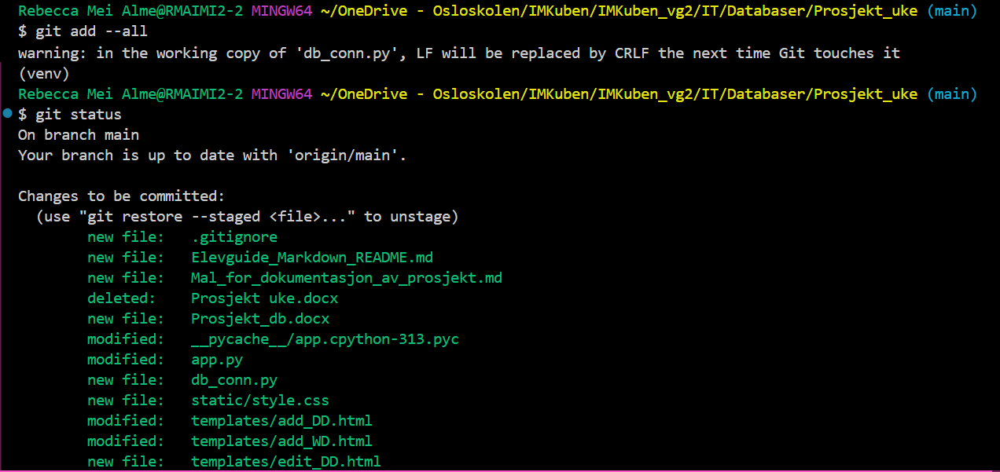 Rebecca Mei Alme@RMAIMI2-2 MINGW64 ~/OneDrive - Osloskolen/IMKuben/IMKuben_vg2/IT/Databaser/Prosjekt_uke (main)
$ git add --all
warning: in the working copy of 'db_conn.py', LF will be replaced by CRLF the next time Git touches it
(venv)
Rebecca Mei Alme@RMAIMI2-2 MINGW64 ~/OneDrive - Osloskolen/IMKuben/IMKuben_vg2/IT/Databaser/Prosjekt_uke (main)
$ git status
On branch main
Your branch is up to date with 'origin/main'.
Changes to be committed:
  (use "git restore --staged <file>..." to unstage)
        new file:   .gitignore
        new file:   Elevguide_Markdown_README.md
        new file:   Mal_for_dokumentasjon_av_prosjekt.md
        deleted:    Prosjekt uke.docx
        new file:   Prosjekt_db.docx
        modified:   __pycache__/app.cpython-313.pyc
        modified:   app.py
        new file:   db_conn.py
        new file:   static/style.css
        modified:   templates/add_DD.html
        modified:   templates/add_WD.html
        new file:   templates/edit_DD.html